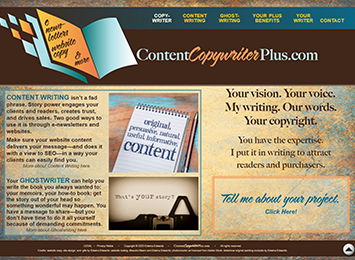 COPY-
WRITER
CONTENT
WRITING
GHOST-
WRITING
YOUR PLUS
BENEFITS
YOUR
WRITER
CONTACT
e
news-
letters
website
copy
& more
ContentCopywriterPlus.com
CONTENT WRITING isn't a fad
phrase. Story power engages your
clients and readers, creates trust,
and drives sales. Two good ways to
use it is through e-newsletters and
websites.
Make sure your website content
delivers your message—and does it
with a view to SEO—in a way your
clients can easily find you.
More about Content Writing here.
original,
persuasive, natural,
useful, informative,
content
Your vision. Your voice.
My writing. Our words.
Your copyright.
You have the expertise.
I put it in writing to attract
readers and purchasers.
Your GHOSTWRITER can help you
write the book you always wanted to:
your memoirs, your how-to book; get
the story out of your head so
something wonderful may happen. You
have a message to share—but you
don't have time to do it all yourself
because of demanding commitments.
More about Ghostwriting here.
What's YOUR story?
Tell me about your project.
Click Here!